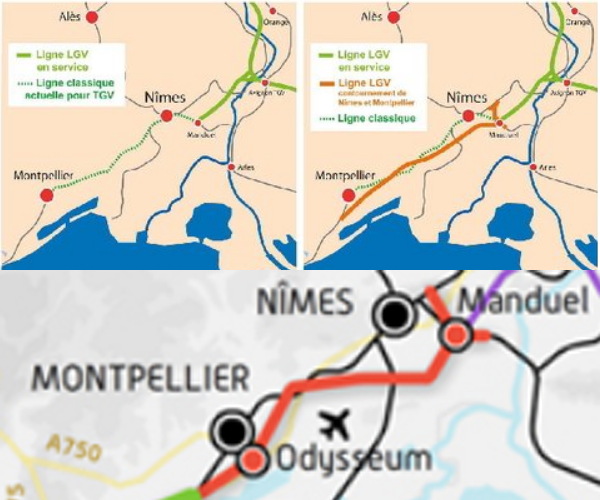 Alès
Orange
Ligne LGV
en service
Ligne classique
actuelle pour TGV
Avignon TGV
Nîmes
Manduel
Arles
Montpellier
Alès
Orange
Ligne LGV
en service
Ligne LGV
contournement de
Nîmes et Montpellier
Ligne classique
Avignon TGV
Nîmes
Manduel
Arles
Montpellier
NÎMES
Manduel
MONTPELLIER
A750
Odysseum